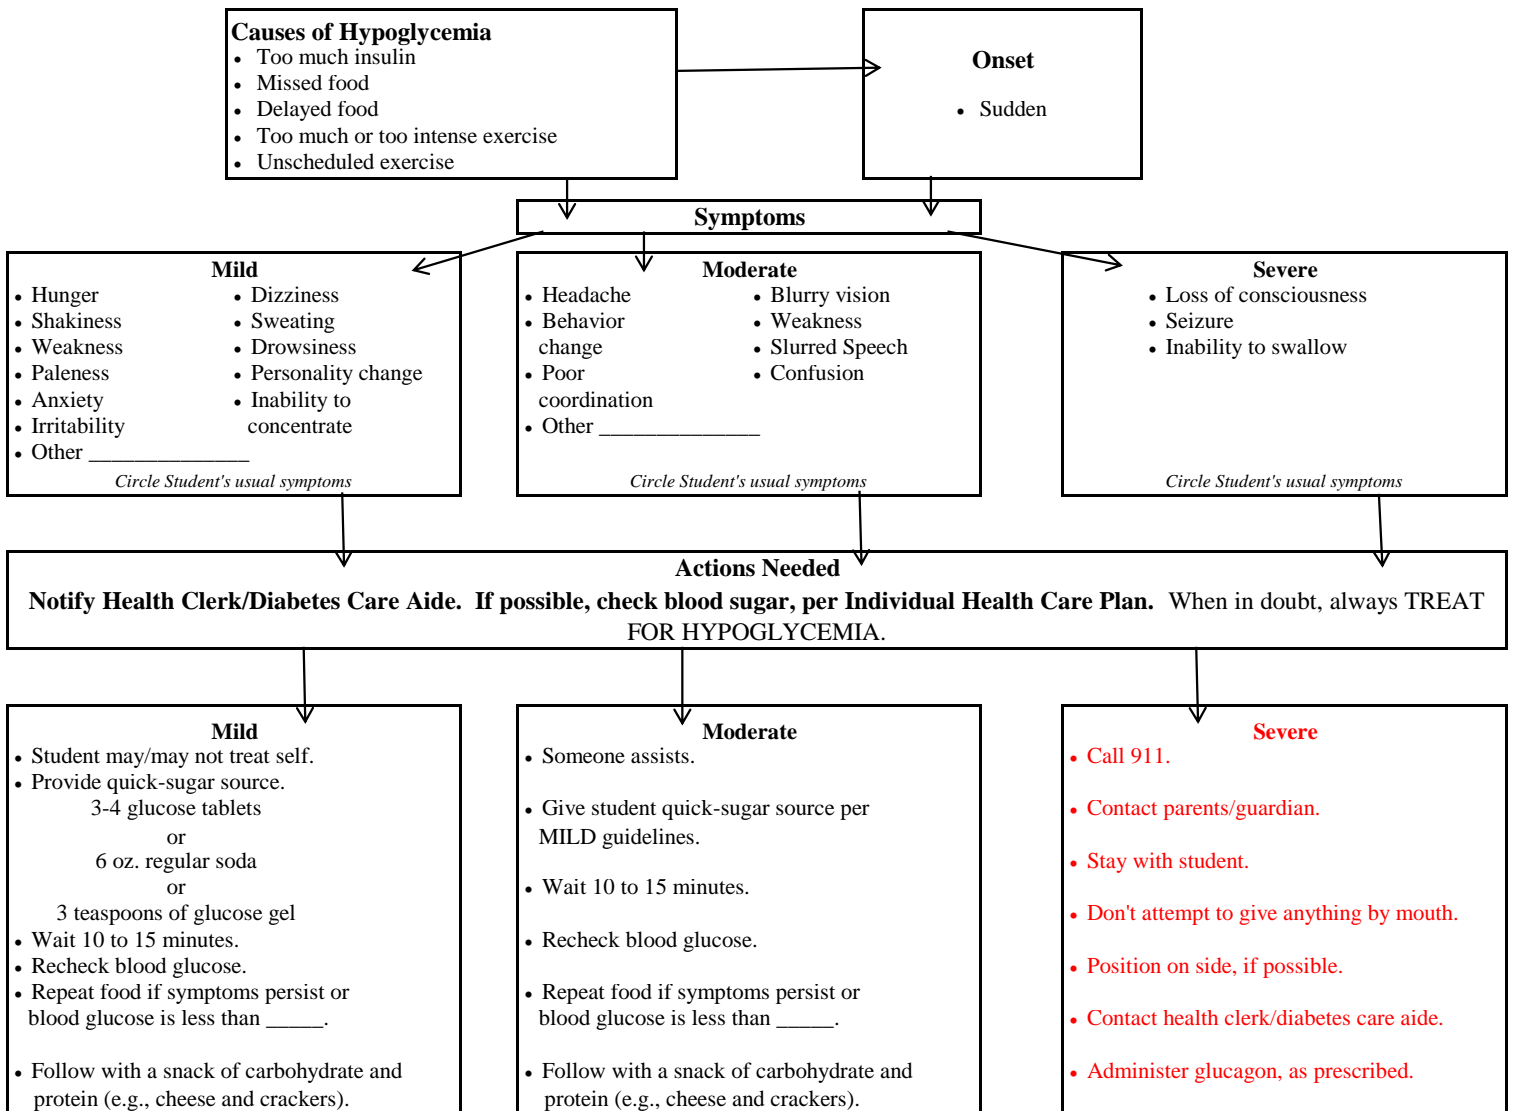 Causes of Hypoglycemia
• Too much insulin
• Missed food
• Delayed food
• Too much or too intense exercise
• Unscheduled exercise
Onset
• Sudden
Symptoms
Mild
• Hunger
• Shakiness
• Weakness
• Paleness
• Anxiety
• Irritability
• Other ______________
• Dizziness
• Sweating
• Drowsiness
• Personality change
• Inability to
concentrate
Circle Student's usual symptoms
Moderate
• Headache
• Behavior
change
• Poor
coordination
• Other ______________
• Blurry vision
• Weakness
• Slurred Speech
• Confusion
Circle Student's usual symptoms
Severe
• Loss of consciousness
• Seizure
• Inability to swallow
Circle Student's usual symptoms
Actions Needed
Notify Health Clerk/Diabetes Care Aide.  If possible, check blood sugar, per Individual Health Care Plan.  When in doubt, always TREAT
FOR HYPOGLYCEMIA.
Mild
• Student may/may not treat self.
• Provide quick-sugar source.
3-4 glucose tablets
or
6 oz. regular soda
or
3 teaspoons of glucose gel
• Wait 10 to 15 minutes.
• Recheck blood glucose.
• Repeat food if symptoms persist or
blood glucose is less than _____.
• Follow with a snack of carbohydrate and
protein (e.g., cheese and crackers).
Moderate
• Someone assists.
• Give student quick-sugar source per
MILD guidelines.
• Wait 10 to 15 minutes.
• Recheck blood glucose.
• Repeat food if symptoms persist or
blood glucose is less than _____.
• Follow with a snack of carbohydrate and
protein (e.g., cheese and crackers).
Severe
• Call 911.
• Contact parents/guardian.
• Stay with student.
• Don't attempt to give anything by mouth.
• Position on side, if possible.
• Contact health clerk/diabetes care aide.
• Administer glucagon, as prescribed.